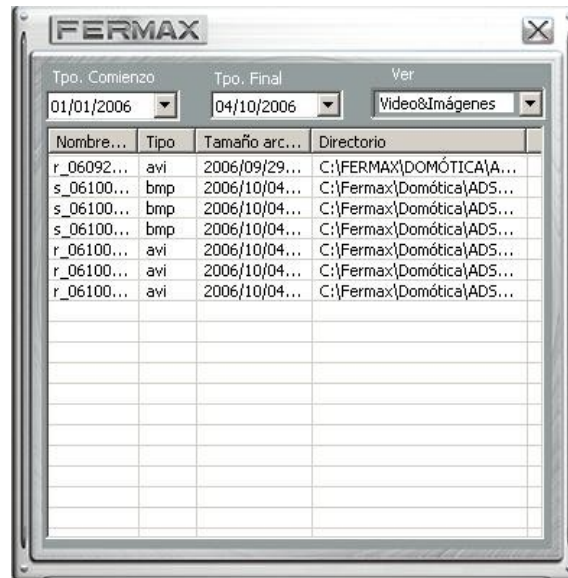 FERMAX
Tpo. Comienzo Tpo. Final Ver
01/01/2006 04/10/2006 Video&Imágenes
Nombre... Tipo Tamaño arc... Directorio
r_06092... avi 2006/09/29... C:\FERMAX\DOMÓTICA\A...
s_06100... bmp 2006/10/04... C:\Fermax\Domótica\ADS...
s_06100... bmp 2006/10/04... C:\Fermax\Domótica\ADS...
s_06100... bmp 2006/10/04... C:\Fermax\Domótica\ADS...
r_06100... avi 2006/10/04... C:\Fermax\Domótica\ADS...
r_06100... avi 2006/10/04... C:\Fermax\Domótica\ADS...
r_06100... avi 2006/10/04... C:\Fermax\Domótica\ADS...